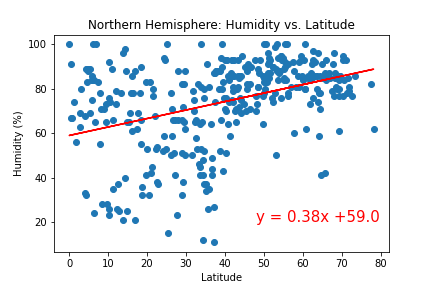 Northern Hemisphere: Humidity vs. Latitude
100
80
60
40
20
Humidity (%)
y = 0.38x +59.0
0 10 20 30 40 50 60 70 80
Latitude